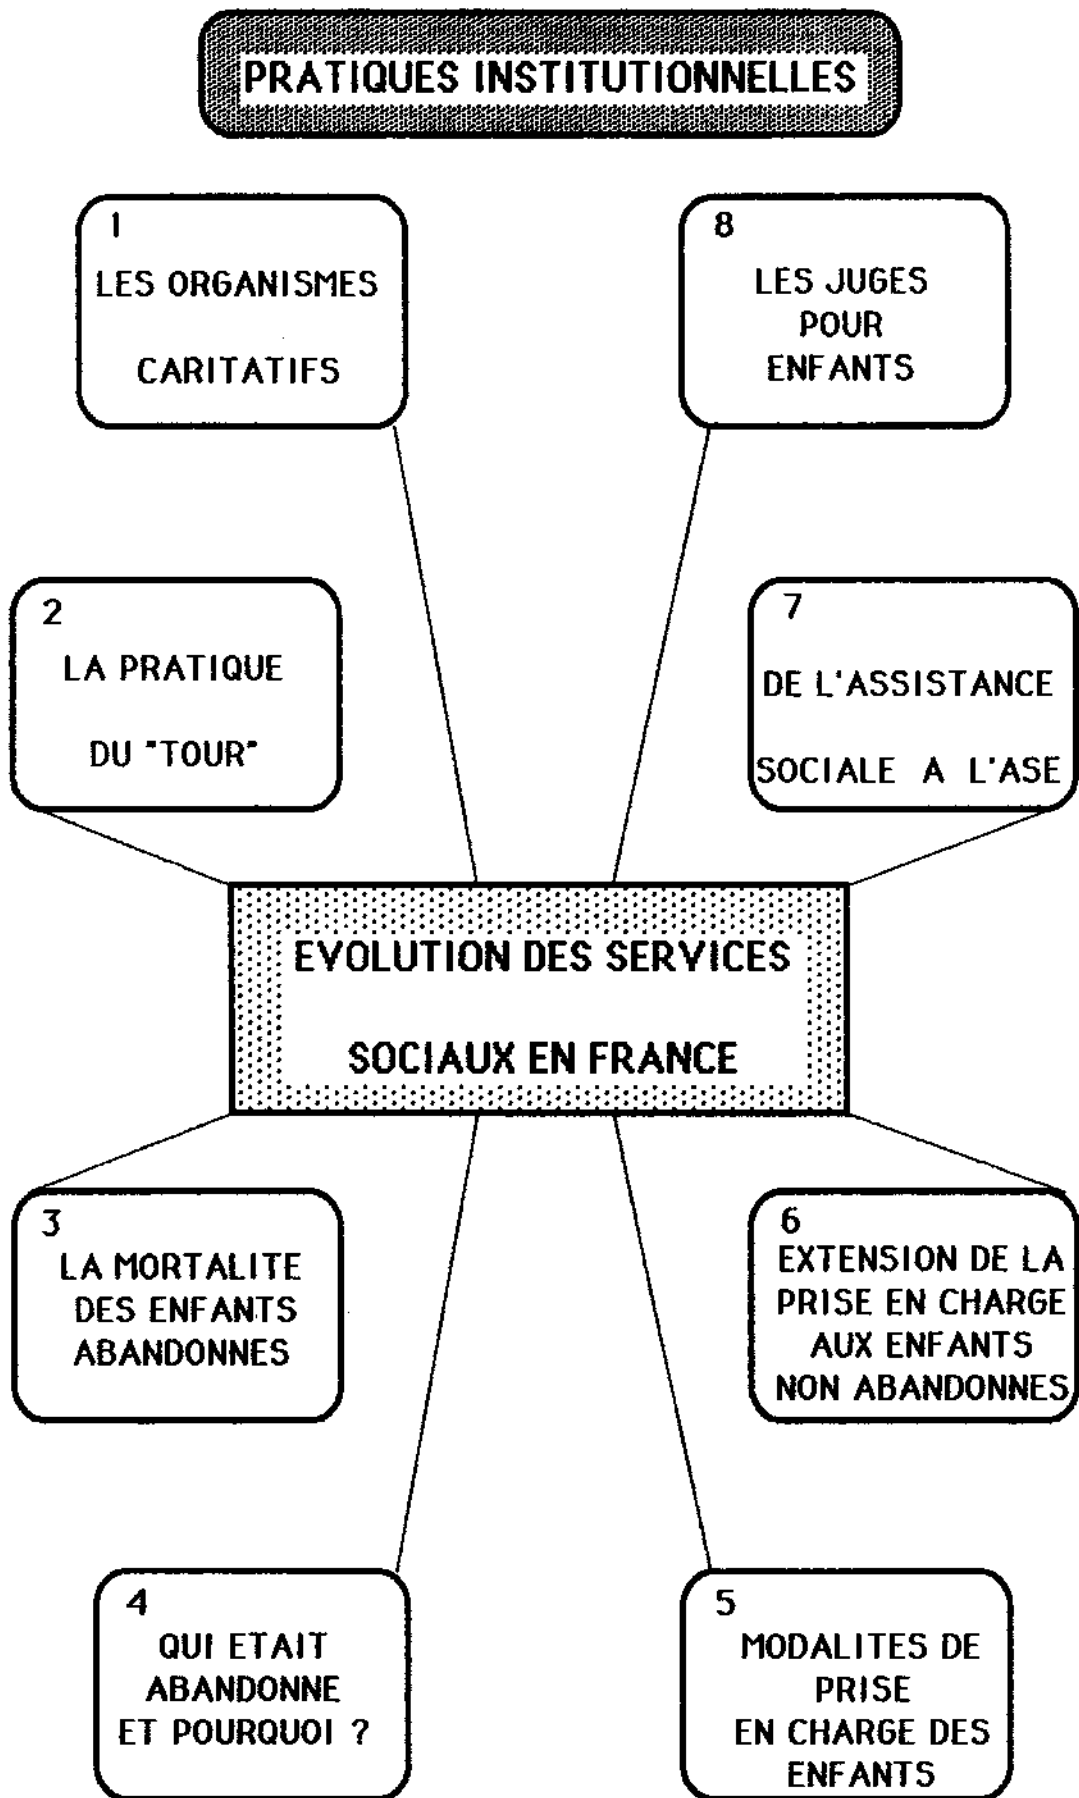 PRATIQUES INSTITUTIONNELLES
1
LES ORGANISMES
CARITATIFS
8
LES JUGES
POUR
ENFANTS
2
LA PRATIQUE
DU "TOUR"
7
DE L'ASSISTANCE
SOCIALE A L'ASE
EVOLUTION DES SERVICES
SOCIAUX EN FRANCE
3
LA MORTALITE
DES ENFANTS
ABANDONNES
6
EXTENSION DE LA
PRISE EN CHARGE
AUX ENFANTS
NON ABANDONNES
4
QUI ETAIT
ABANDONNE
ET POURQUOI ?
5
MODALITES DE
PRISE
EN CHARGE DES
ENFANTS